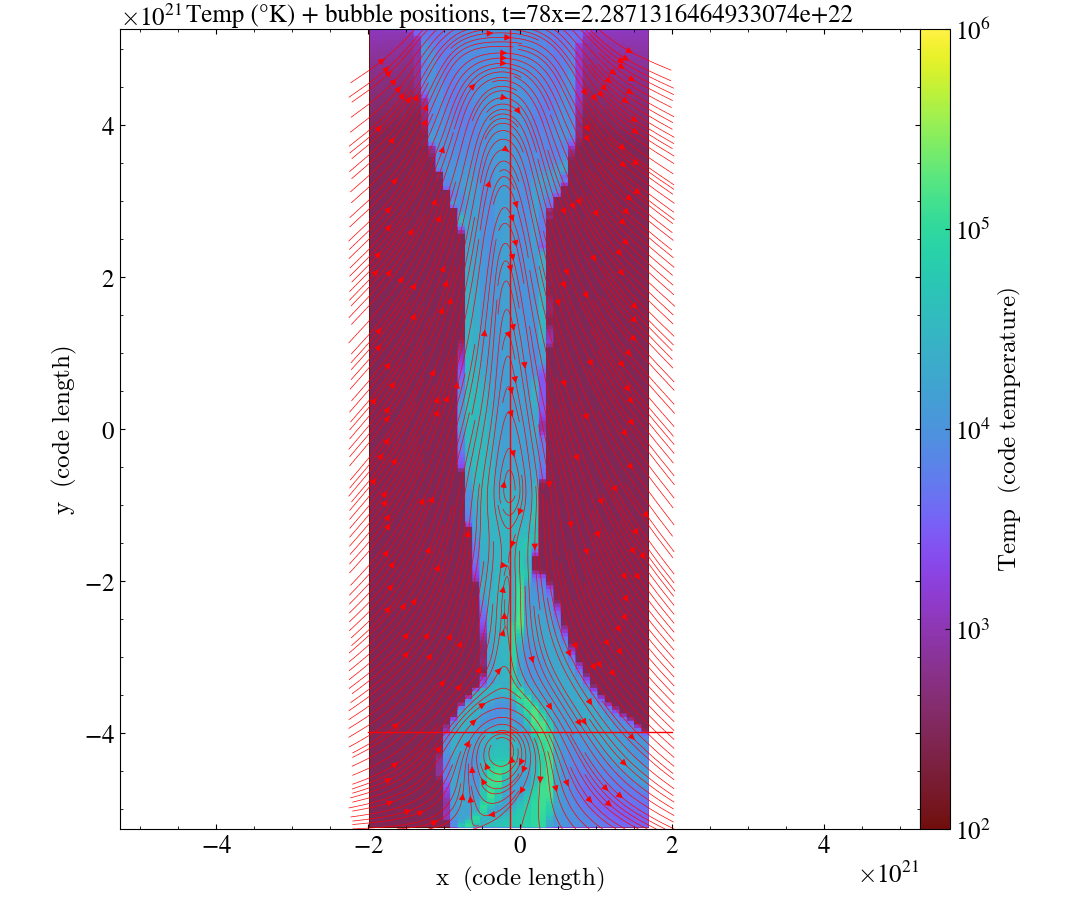 ×10²¹ Temp (°K) + bubble positions, t=78x=2.2871316464933074e+22
4
2
0
−2
−4
y (code length)
−4 −2 0 2 4
x (code length)
×10²¹
10⁶
10⁵
10⁴
10³
10²
Temp (code temperature)